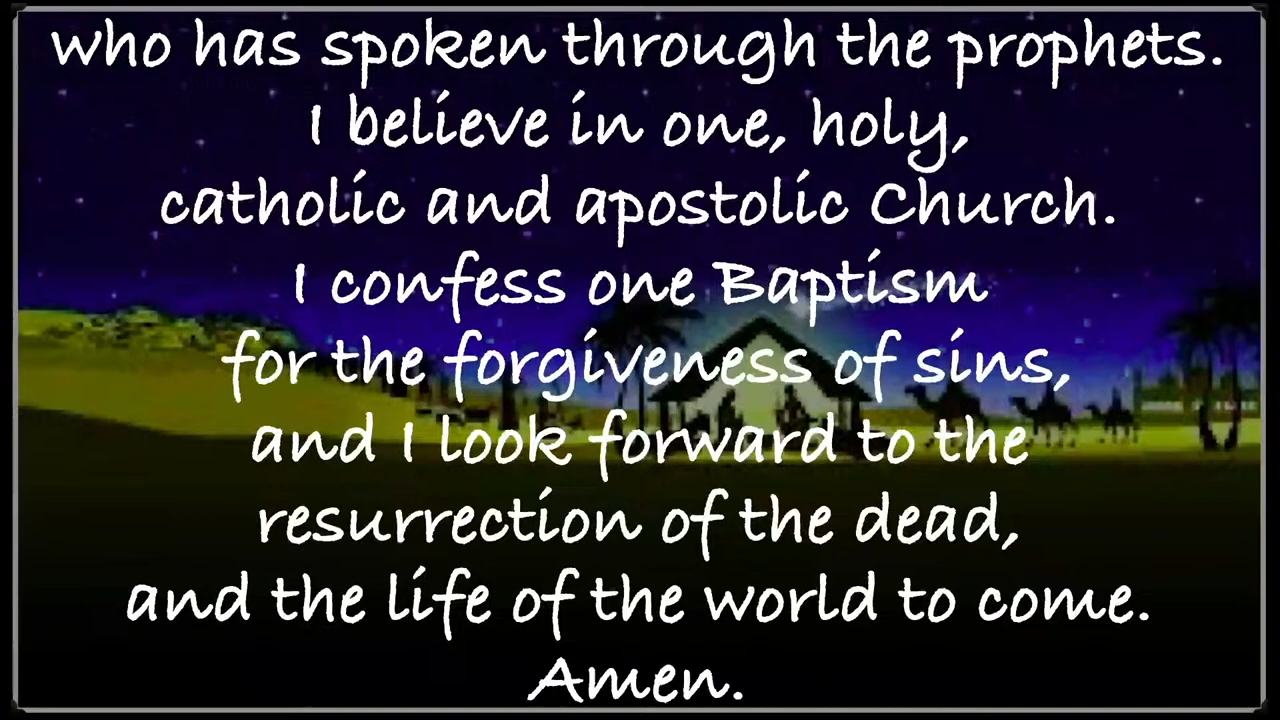 who has spoken through the prophets.
I believe in one, holy,
catholic and apostolic Church.
I confess one Baptism
for the forgiveness of sins,
and I look forward to the
resurrection of the dead,
and the life of the world to come.
Amen.